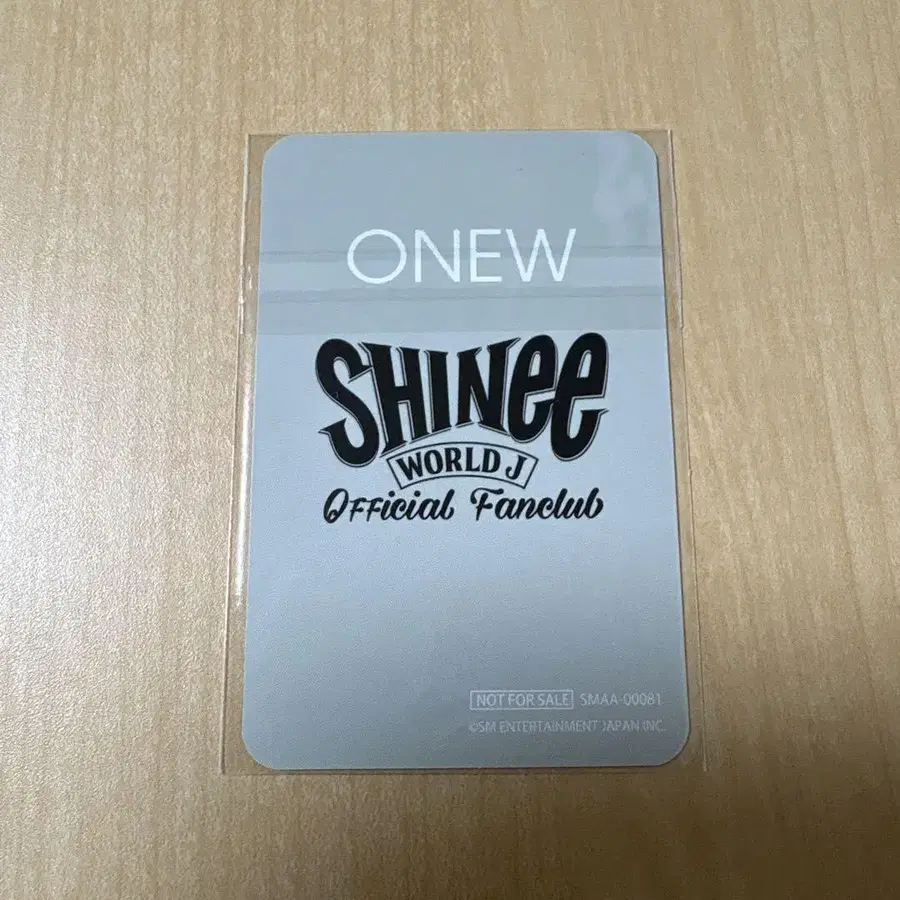 ONEW
SHINee
WORLD J
Official Fanclub
NOT FOR SALE SMAA-00081
©SM ENTERTAINMENT JAPAN INC.